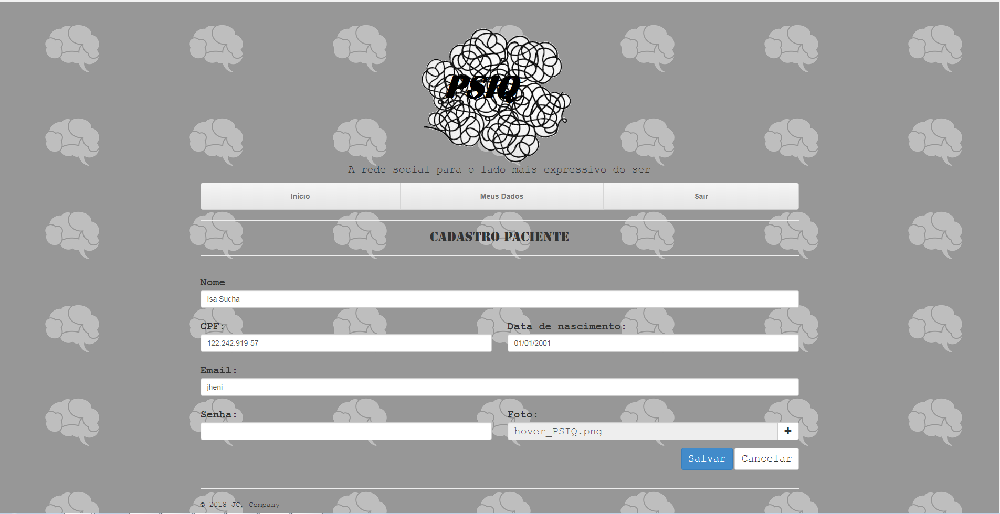 PSIQ
A rede social para o lado mais expressivo do ser
Início Meus Dados Sair
CADASTRO PACIENTE
Nome
Isa Sucha
CPF: Data de nascimento:
122.242.919-57 01/01/2001
Email:
jheni
Senha: Foto:
hover_PSIQ.png +
Salvar Cancelar
© 2018 JC, Company